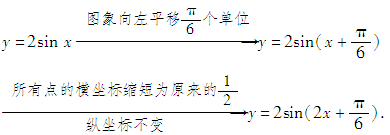 图象向左平移π/6个单位
y=2sin x ⟶ y=2sin(x+π/6)
所有点的横坐标缩短为原来的1/2
纵坐标不变
⟶ y=2sin(2x+π/6).